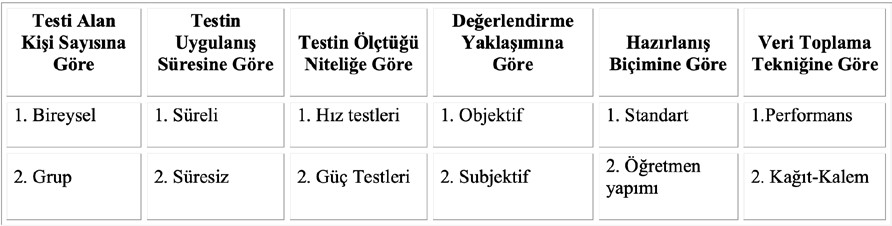 Testi Alan
Kişi Sayısına
Göre
Testin
Uygulanış
Süresine Göre
Testin Ölçtüğü
Niteliğe Göre
Değerlendirme
Yaklaşımına
Göre
Hazırlanış
Biçimine Göre
Veri Toplama
Tekniğine Göre
1. Bireysel
1. Süreli
1. Hız testleri
1. Objektif
1. Standart
1.Performans
2. Grup
2. Süresiz
2. Güç Testleri
2. Subjektif
2. Öğretmen
yapımı
2. Kağıt-Kalem